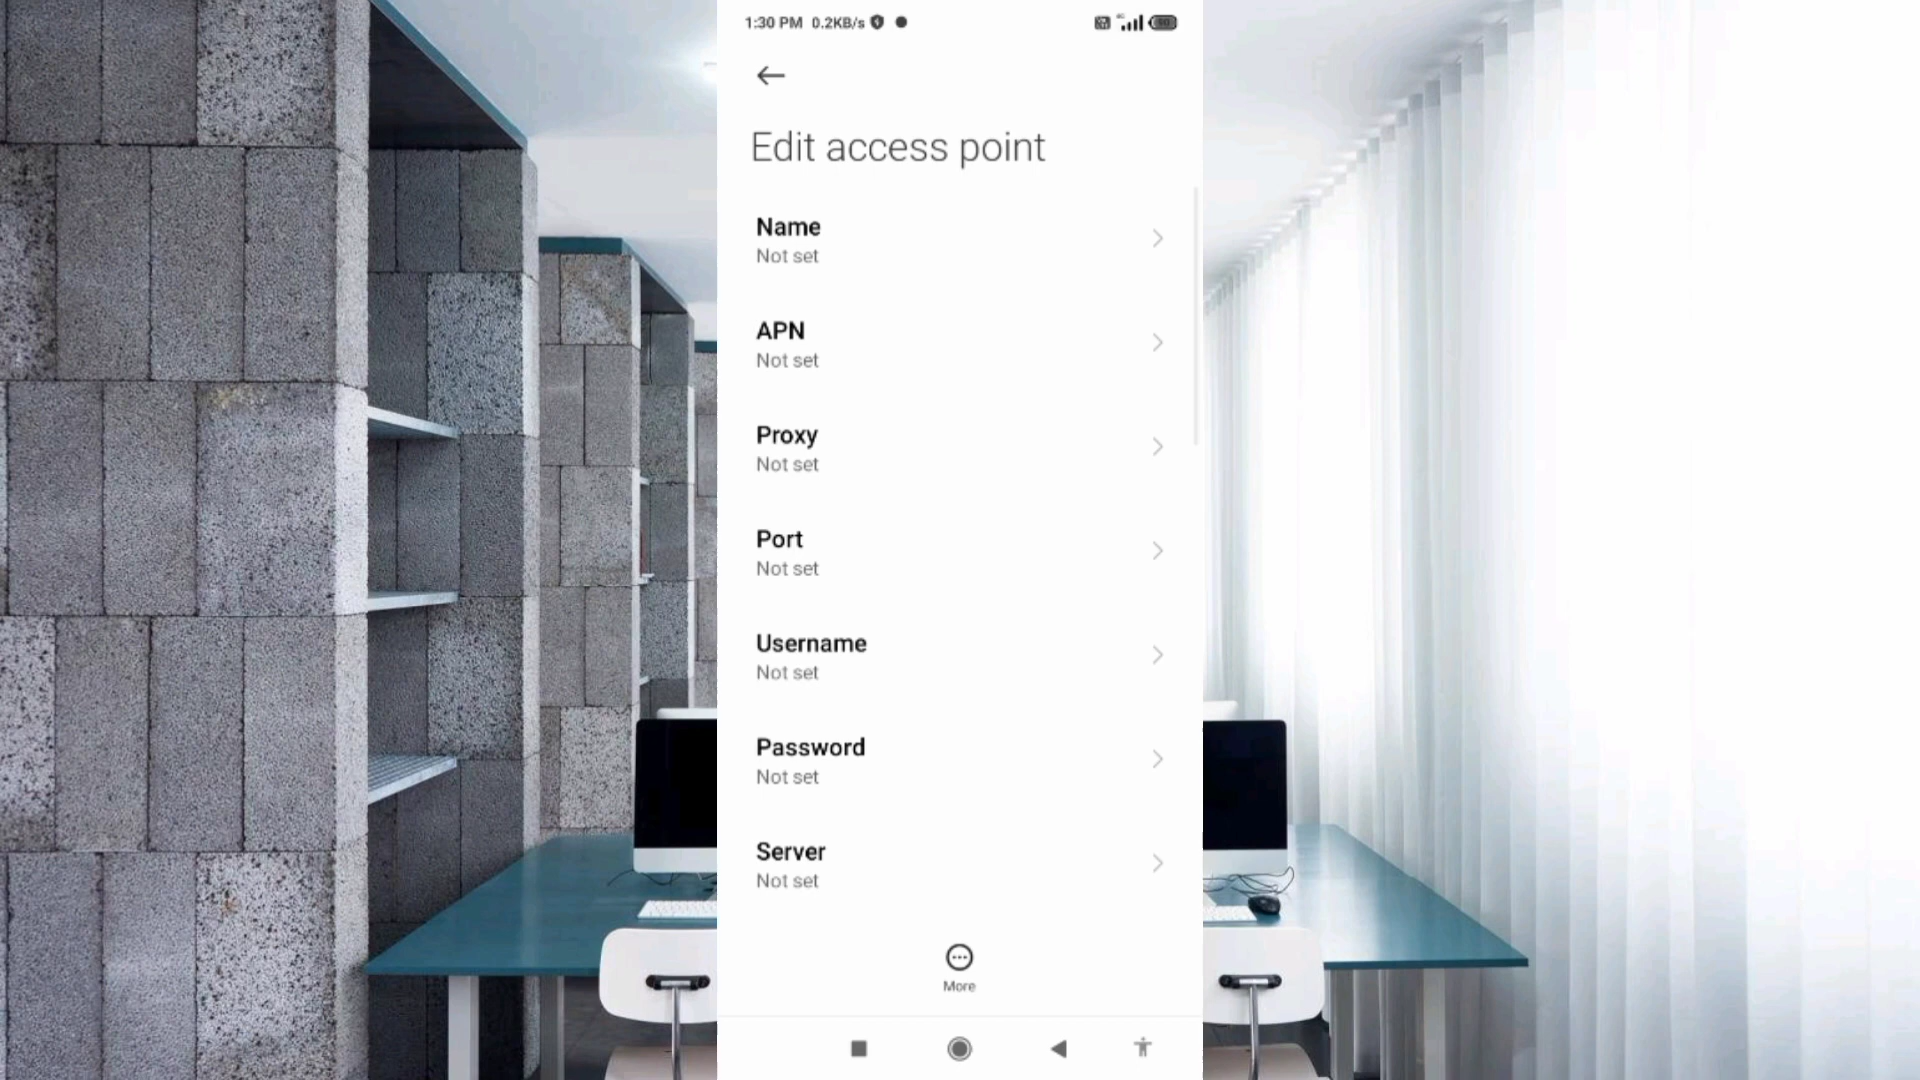 1:30 PM 0.2KB/s
Edit access point
Name
Not set
APN
Not set
Proxy
Not set
Port
Not set
Username
Not set
Password
Not set
Server
Not set
More